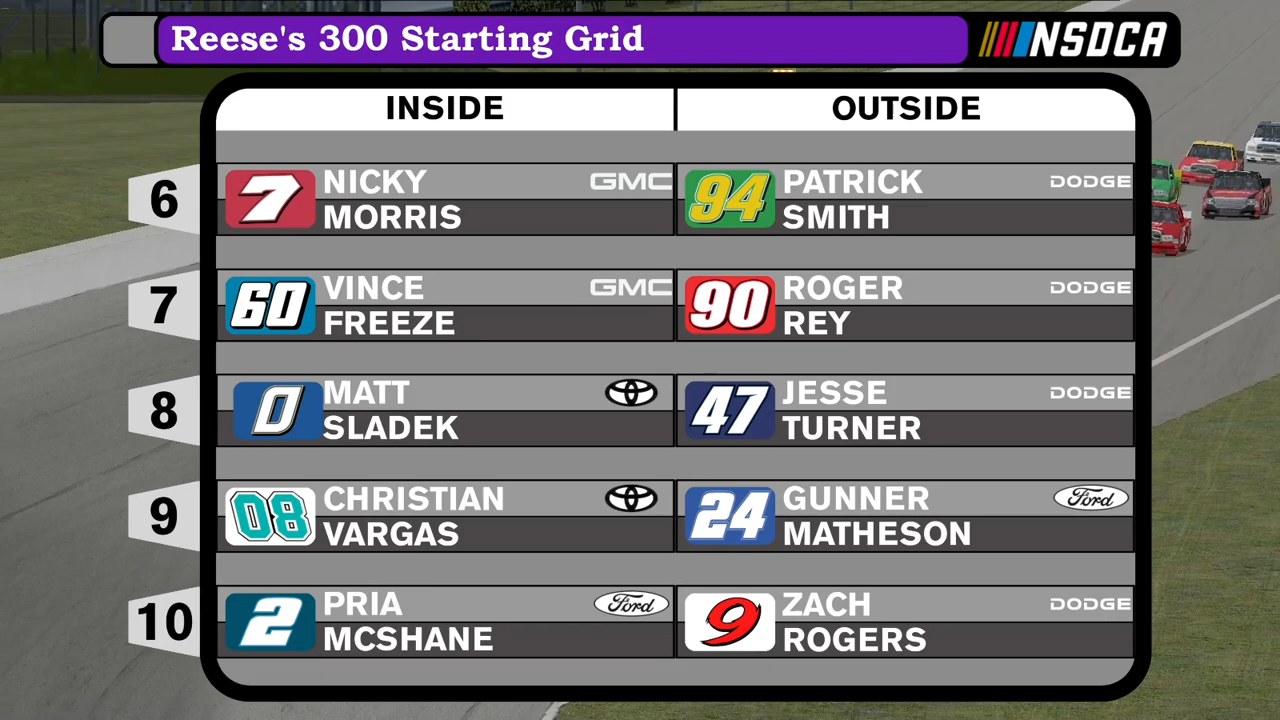 Reese's 300 Starting Grid
NSDCA
INSIDE
OUTSIDE
6
7
NICKY
MORRIS
GMC
94
PATRICK
SMITH
DODGE
7
60
VINCE
FREEZE
GMC
90
ROGER
REY
DODGE
8
0
MATT
SLADEK
47
JESSE
TURNER
DODGE
9
08
CHRISTIAN
VARGAS
24
GUNNER
MATHESON
Ford
10
2
PRIA
MCSHANE
Ford
9
ZACH
ROGERS
DODGE